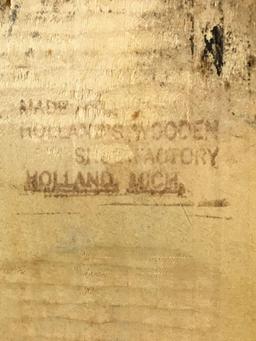 MADE
HOLLAND'S WOODEN
SHOE FACTORY
HOLLAND, MICH.